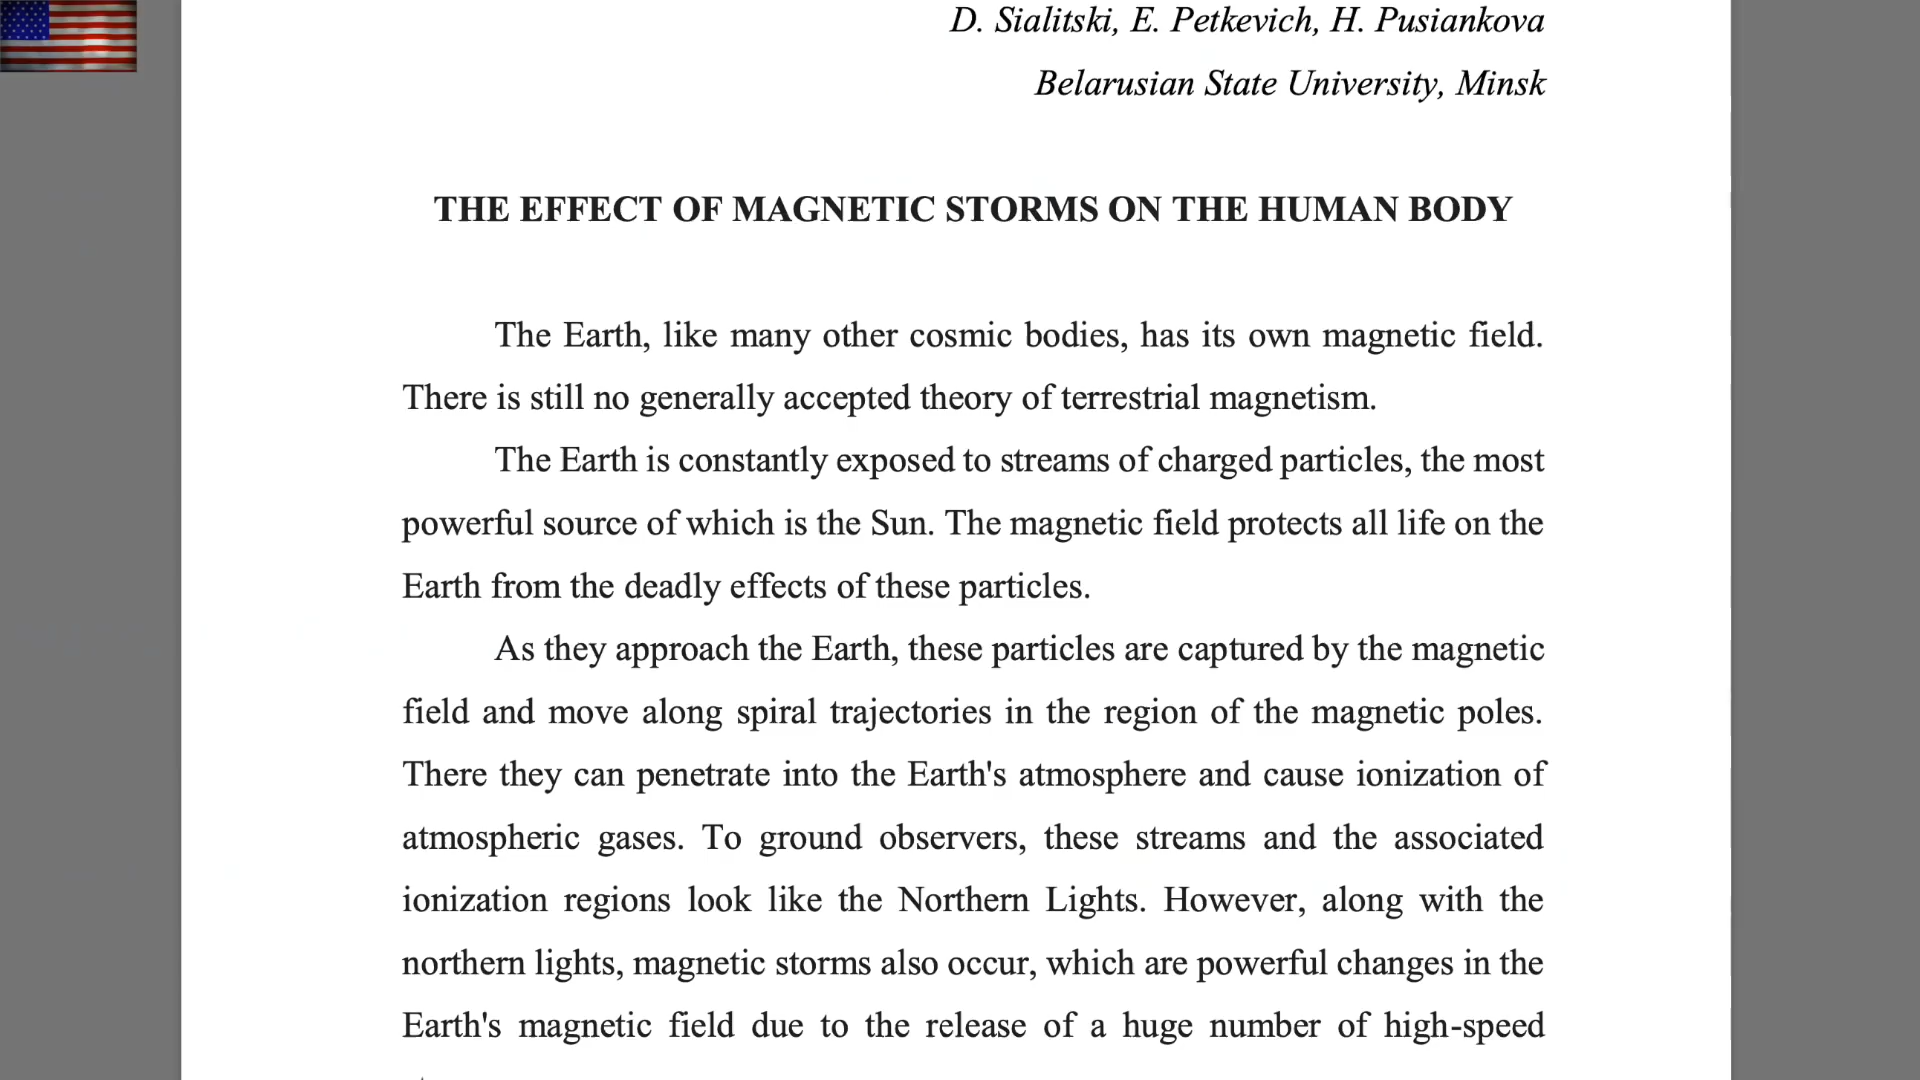 D. Sialitski, E. Petkevich, H. Pusiankova
Belarusian State University, Minsk
THE EFFECT OF MAGNETIC STORMS ON THE HUMAN BODY
The Earth, like many other cosmic bodies, has its own magnetic field.
There is still no generally accepted theory of terrestrial magnetism.
The Earth is constantly exposed to streams of charged particles, the most
powerful source of which is the Sun. The magnetic field protects all life on the
Earth from the deadly effects of these particles.
As they approach the Earth, these particles are captured by the magnetic
field and move along spiral trajectories in the region of the magnetic poles.
There they can penetrate into the Earth's atmosphere and cause ionization of
atmospheric gases. To ground observers, these streams and the associated
ionization regions look like the Northern Lights. However, along with the
northern lights, magnetic storms also occur, which are powerful changes in the
Earth's magnetic field due to the release of a huge number of high-speed